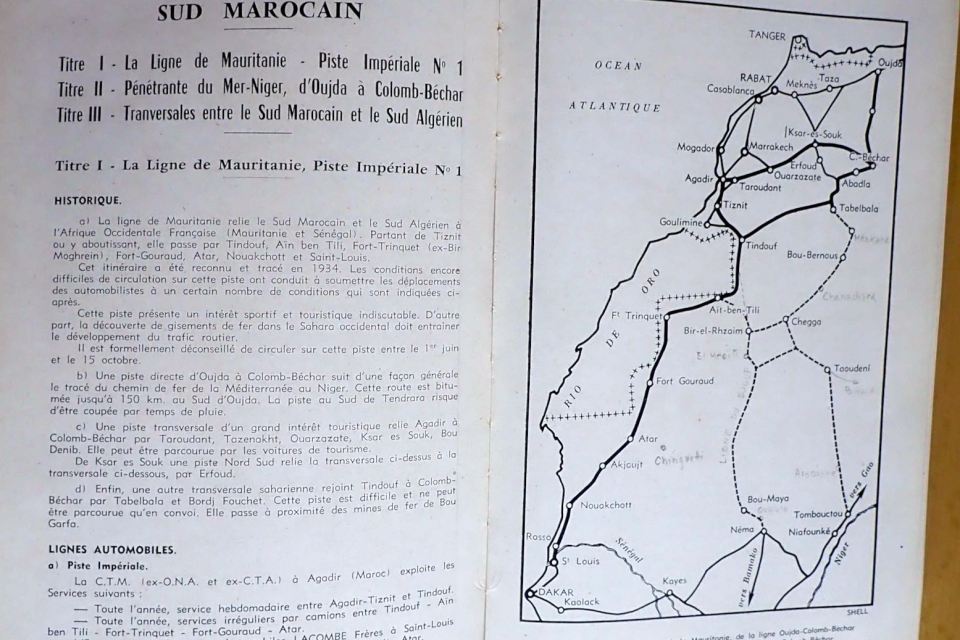 SUD MAROCAIN
Titre I - La Ligne de Mauritanie - Piste Impériale N° 1
Titre II - Pénétrante du Mer-Niger, d'Oujda à Colomb-Béchar
Titre III - Tranversales entre le Sud Marocain et le Sud Algérien
Titre I - La Ligne de Mauritanie, Piste Impériale N° 1
HISTORIQUE.
a) La ligne de Mauritanie relie le Sud Marocain et le Sud Algérien à
l'Afrique Occidentale Française (Mauritanie et Sénégal). Partant de Tiznit
ou y aboutissant, elle passe par Tindouf, Aïn ben Tili, Fort-Trinquet (ex-Bir
Moghrein), Fort-Gouraud, Atar, Nouakchott et Saint-Louis.
Cet itinéraire a été reconnu et tracé en 1934. Les conditions encore
difficiles de circulation sur cette piste ont conduit à soumettre les déplacements
des automobilistes à un certain nombre de conditions qui sont indiquées ci-
après.
Cette piste présente un intérêt sportif et touristique indiscutable. D'autre
part, la découverte de gisements de fer dans le Sahara occidental doit entraîner
le développement du trafic routier.
Il est formellement déconseillé de circuler sur cette piste entre le 1er juin
et le 15 octobre.
b) Une piste directe d'Oujda à Colomb-Béchar suit d'une façon générale
le tracé du chemin de fer de la Méditerranée au Niger. Cette route est bitu-
mée jusqu'à 150 km. au Sud d'Oujda. La piste au Sud de Tendrara risque
d'être coupée par temps de pluie.
c) Une piste transversale d'un grand intérêt touristique relie Agadir à
Colomb-Béchar par Taroudant, Tazenakht, Ouarzazate, Ksar es Souk, Bou
Denib. Elle peut être parcourue par les voitures de tourisme.
De Ksar es Souk une piste Nord Sud relie la transversale ci-dessus à la
transversale ci-dessous, par Erfoud.
d) Enfin, une autre transversale saharienne rejoint Tindouf à Colomb-
Béchar par Tabelbala et Bordj Fouchet. Cette piste est difficile et ne peut
être parcourue qu'en convoi. Elle passe à proximité des mines de fer de Bou
Garfa.
LIGNES AUTOMOBILES.
a) Piste Impériale.
La C.T.M. (ex-O.N.A. et ex-C.T.A.) à Agadir (Maroc) exploite les
Services suivants :
— Toute l'année, service hebdomadaire entre Agadir-Tiznit et Tindouf.
— Toute l'année, services irréguliers par camions entre Tindouf - Aïn
ben Tili - Fort-Trinquet - Fort-Gouraud - Atar.
LACOMBE Frères à Saint-Louis
TANGER
OCEAN
ATLANTIQUE
Oujda
RABAT
Meknès
Taza
Casablanca
Ksar-es-Souk
Mogador
Marrakech
C.-Béchar
Erfoud
Agadir
Ouarzazate
Taroudant
Abadla
Tiznit
Tabelbala
Goulimine
Tindouf
Bou-Bernous
RIO DE ORO
Ait-ben-Tili
Ft Trinquet
Chegga
Bir-el-Rhzaim
Taoudeni
Fort Gouraud
Atar
Chinguetti
Akjoujt
Bou-Maya
vers Gao
Nouakchott
Tombouctou
Néma
Niafounké
Rosso
Sénégal
St Louis
Niger
vers Bamako
Kayes
DAKAR
Kaolack
SHELL
Mauritanie, de la ligne Oujda-Colomb-Béchar